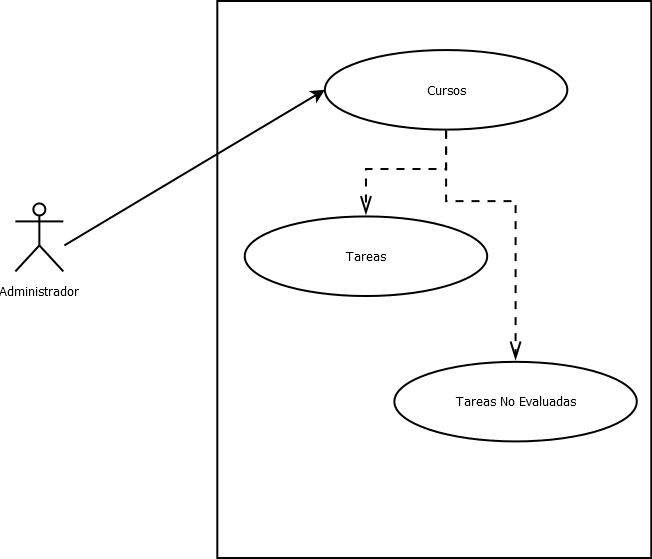 Cursos
Tareas
Administrador
Tareas No Evaluadas